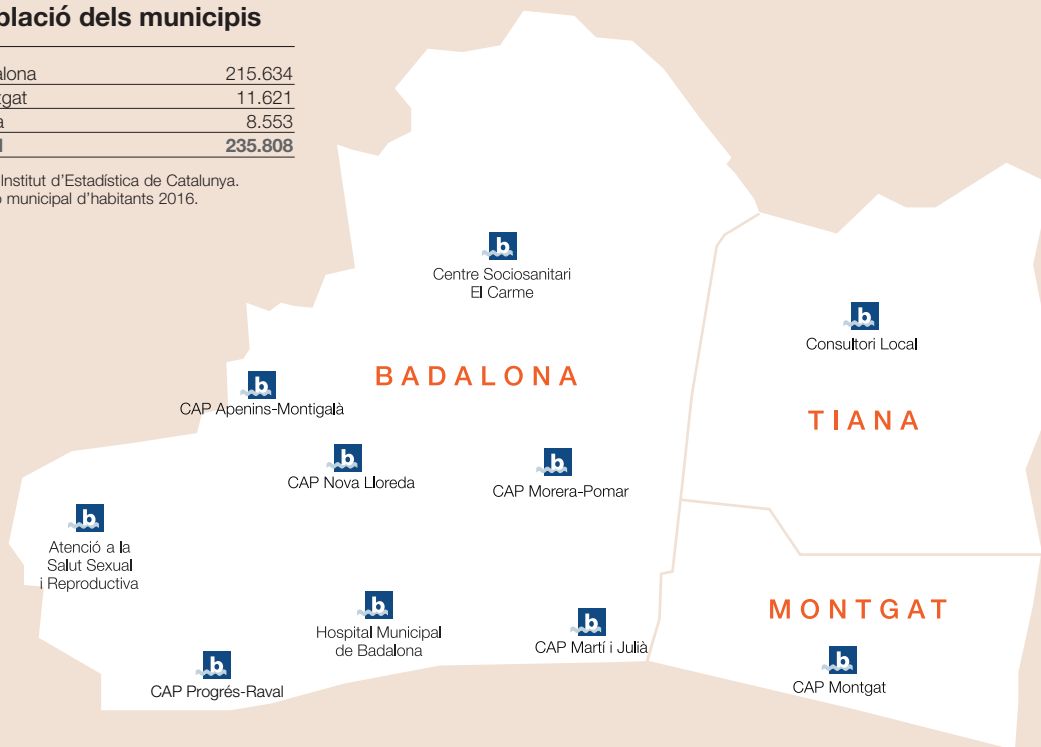 blació dels municipis
alona 215.634
gat 11.621
a 8.553
235.808
Institut d'Estadística de Catalunya.
municipal d'habitants 2016.
b
Centre Sociosanitari
El Carme
b
Consultori Local
BADALONA
b
CAP Apenins-Montigalà
TIANA
b
CAP Nova Lloreda
b
CAP Morera-Pomar
b
Atenció a la
Salut Sexual
i Reproductiva
b
Hospital Municipal
de Badalona
b
CAP Martí i Julià
MONTGAT
b
CAP Progrés-Raval
b
CAP Montgat